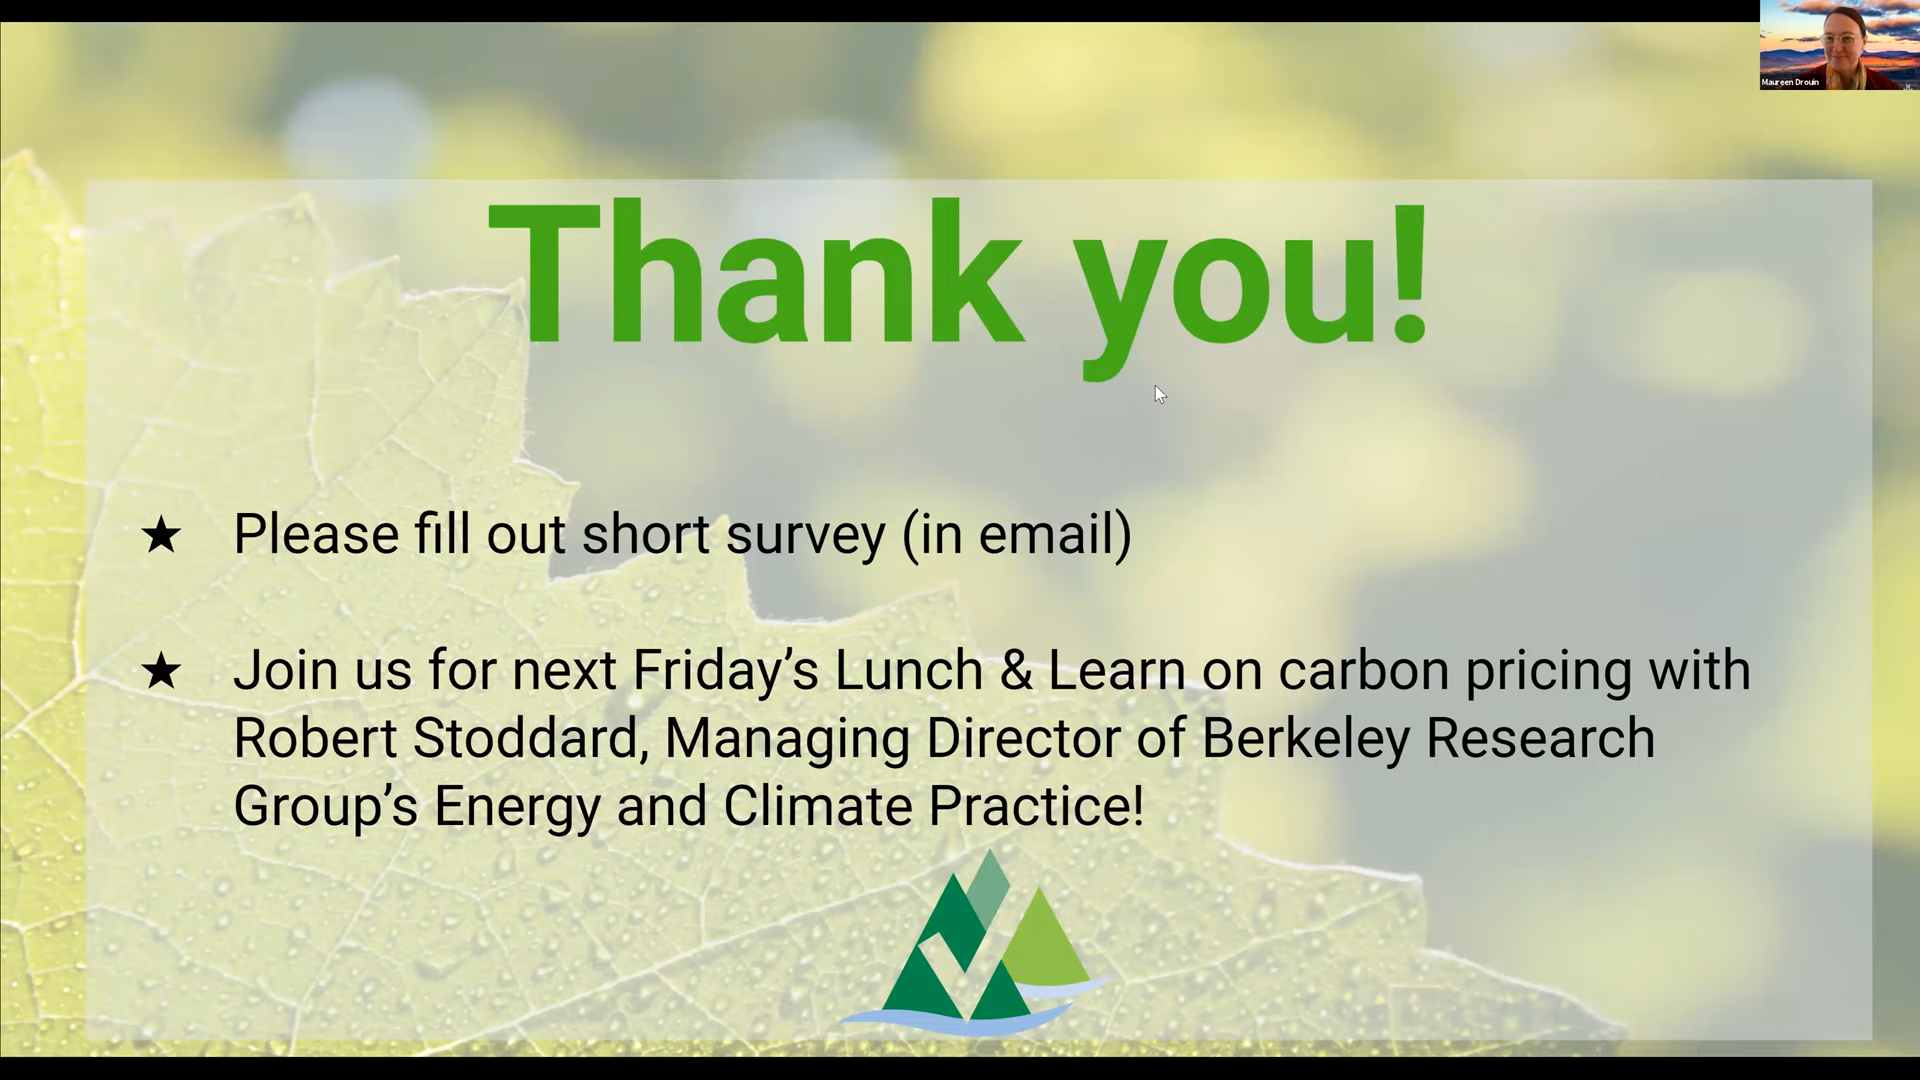 Maureen Drouin
Thank you!
★ Please fill out short survey (in email)
★ Join us for next Friday’s Lunch & Learn on carbon pricing with
Robert Stoddard, Managing Director of Berkeley Research
Group’s Energy and Climate Practice!